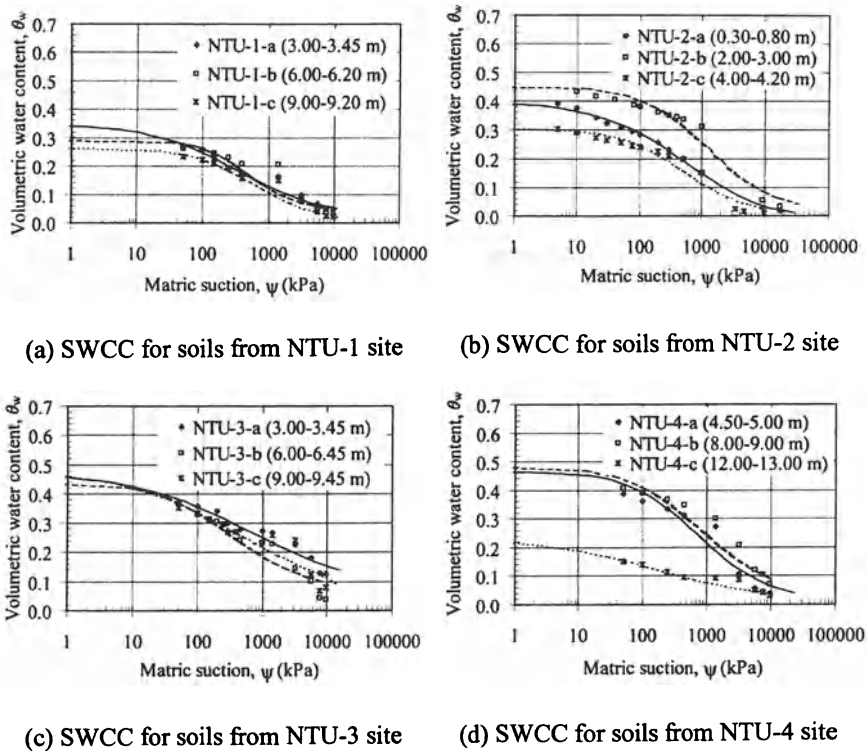 0.7
0.6
0.5
0.4
0.3
0.2
0.1
0.0
Volumetric water content, θw
NTU-1-a (3.00-3.45 m)
NTU-1-b (6.00-6.20 m)
NTU-1-c (9.00-9.20 m)
1 10 100 1000 10000 100000
Matric suction, ψ (kPa)
(a) SWCC for soils from NTU-1 site
0.7
0.6
0.5
0.4
0.3
0.2
0.1
0.0
Volumetric water content, θw
NTU-2-a (0.30-0.80 m)
NTU-2-b (2.00-3.00 m)
NTU-2-c (4.00-4.20 m)
1 10 100 1000 10000 100000
Matric suction, ψ (kPa)
(b) SWCC for soils from NTU-2 site
0.7
0.6
0.5
0.4
0.3
0.2
0.1
0.0
Volumetric water content, θw
NTU-3-a (3.00-3.45 m)
NTU-3-b (6.00-6.45 m)
NTU-3-c (9.00-9.45 m)
1 10 100 1000 10000 100000
Matric suction, ψ (kPa)
(c) SWCC for soils from NTU-3 site
0.7
0.6
0.5
0.4
0.3
0.2
0.1
0.0
Volumetric water content, θw
NTU-4-a (4.50-5.00 m)
NTU-4-b (8.00-9.00 m)
NTU-4-c (12.00-13.00 m)
1 10 100 1000 10000 100000
Matric suction, ψ (kPa)
(d) SWCC for soils from NTU-4 site